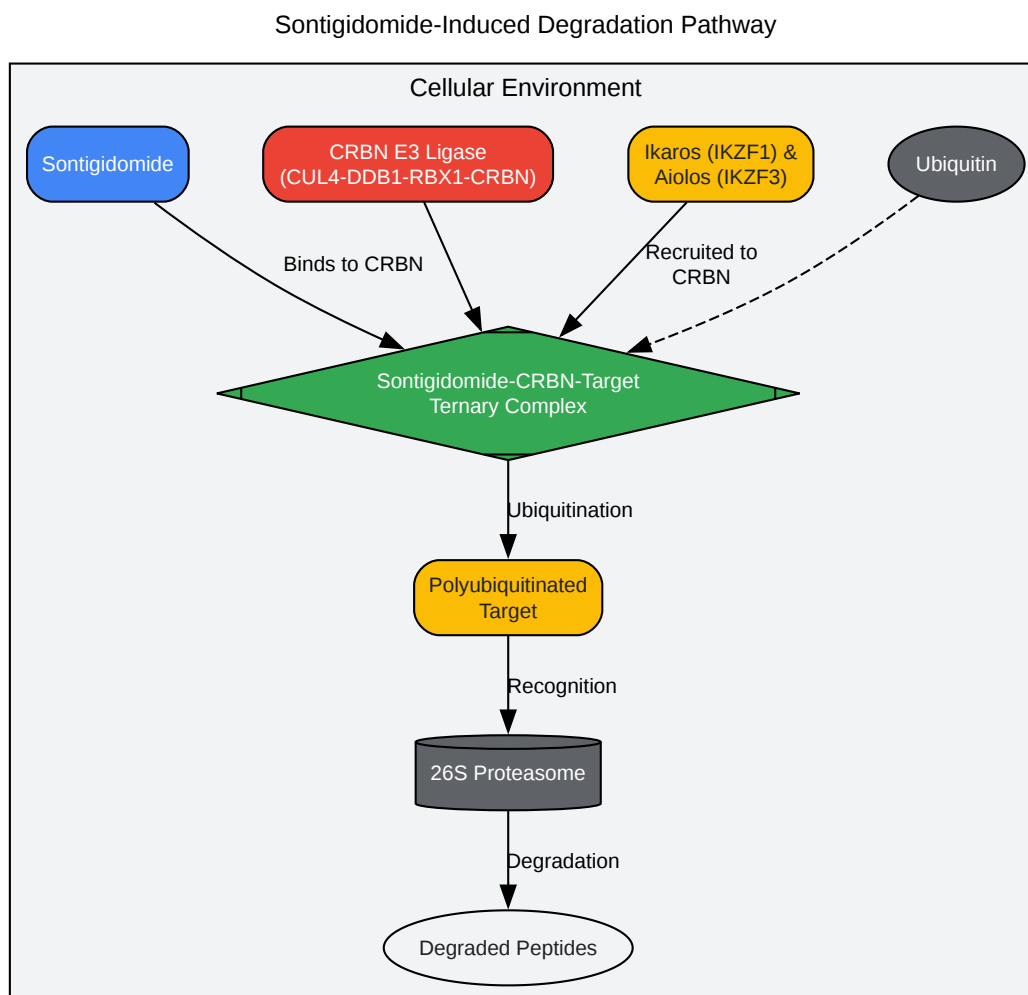 Sontigidomide-Induced Degradation Pathway
Cellular Environment
Sontigidomide
CRBN E3 Ligase
(CUL4-DDB1-RBX1-CRBN)
Ikaros (IKZF1) &
Aiolos (IKZF3)
Ubiquitin
Binds to CRBN
Recruited to
CRBN
Sontigidomide-CRBN-Target
Ternary Complex
Ubiquitination
Polyubiquitinated
Target
Recognition
26S Proteasome
Degradation
Degraded Peptides